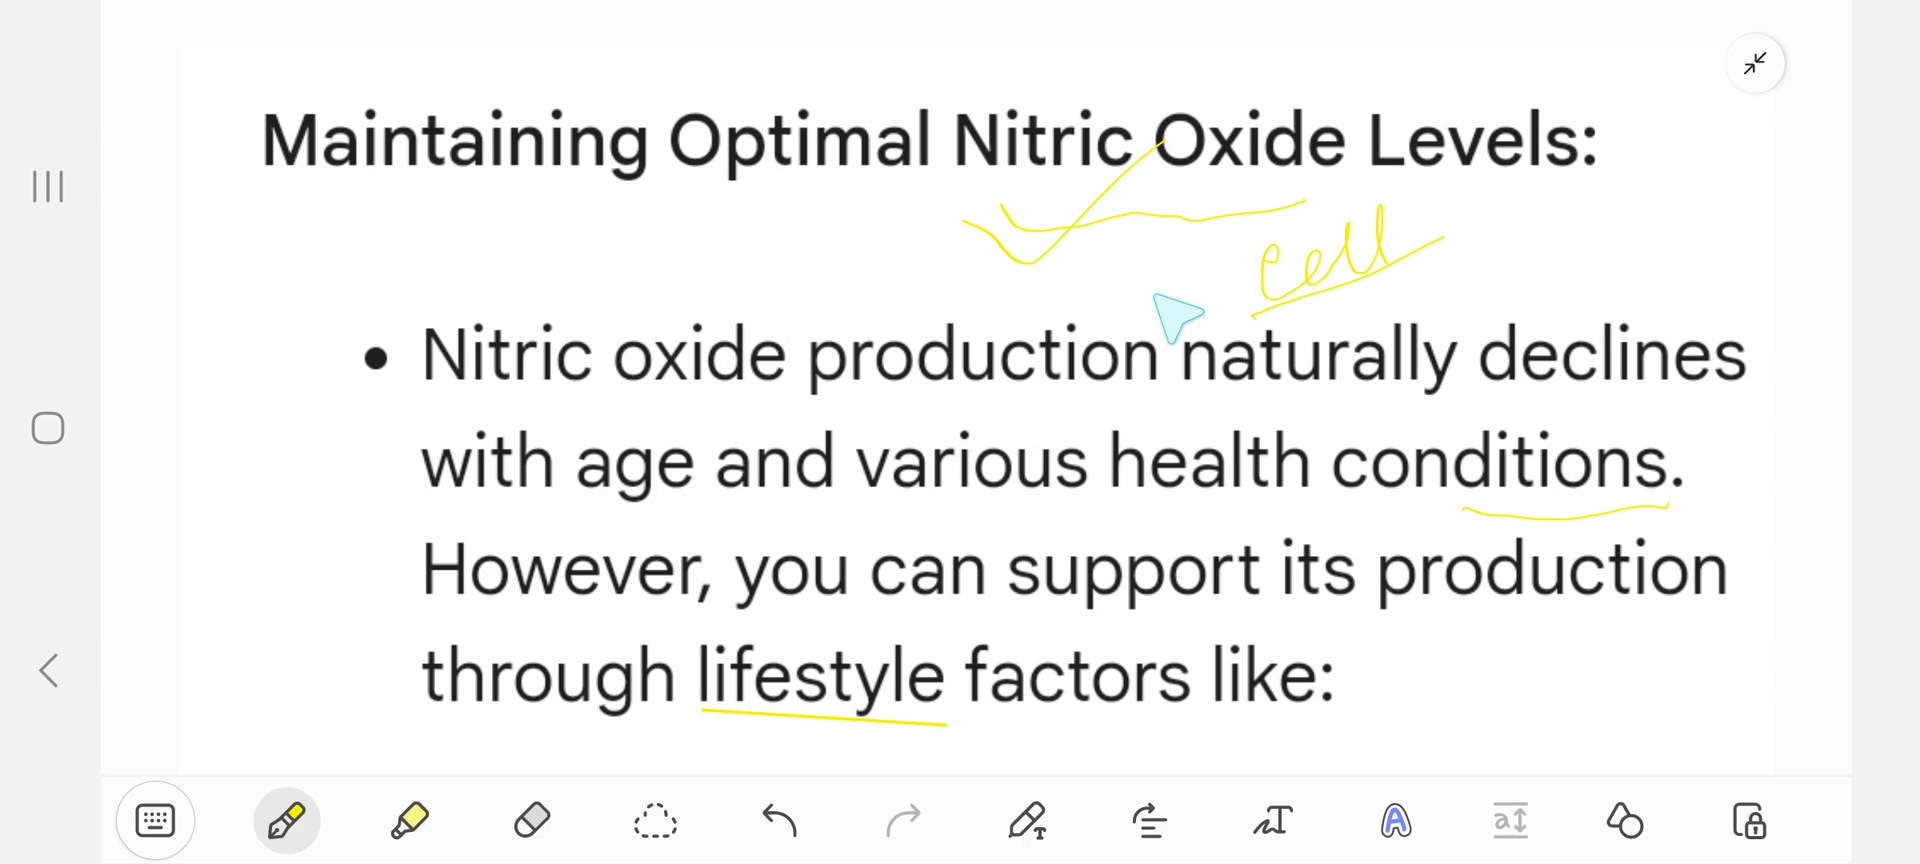 Maintaining Optimal Nitric Oxide Levels:
cell
• Nitric oxide production naturally declines
with age and various health conditions.
However, you can support its production
through lifestyle factors like: